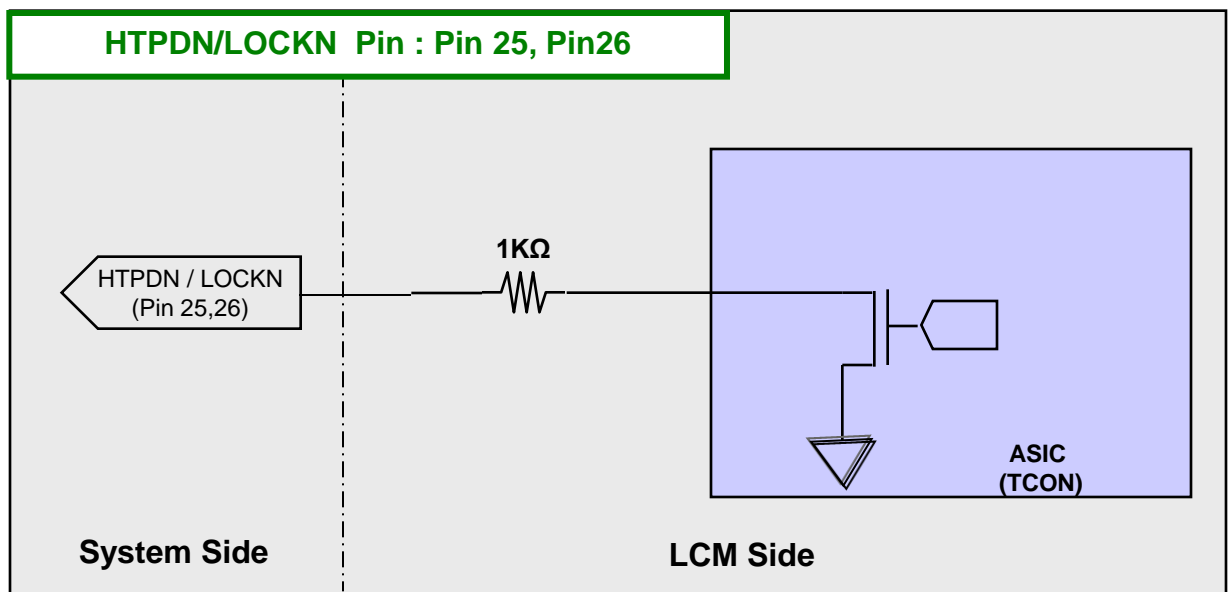 HTPDN/LOCKN Pin : Pin 25, Pin26
1KΩ
HTPDN / LOCKN
(Pin 25,26)
ASIC
(TCON)
System Side
LCM Side